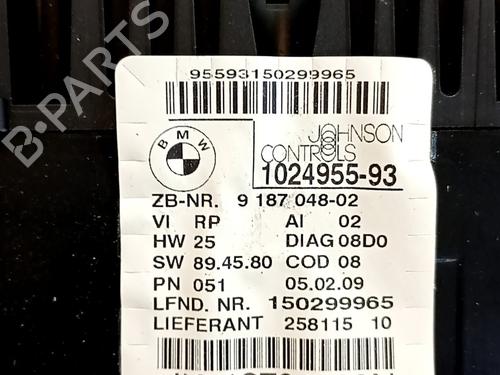 B-PARTS
95593150299965
BMW
JOHNSON
CONTROLS
1024955-93
ZB-NR. 9 187 048-02
VI RP AI 02
HW 25 DIAG 08D0
SW 89.45.80 COD 08
PN 051 05.02.09
LFND. NR. 150299965
LIEFERANT 258115 10